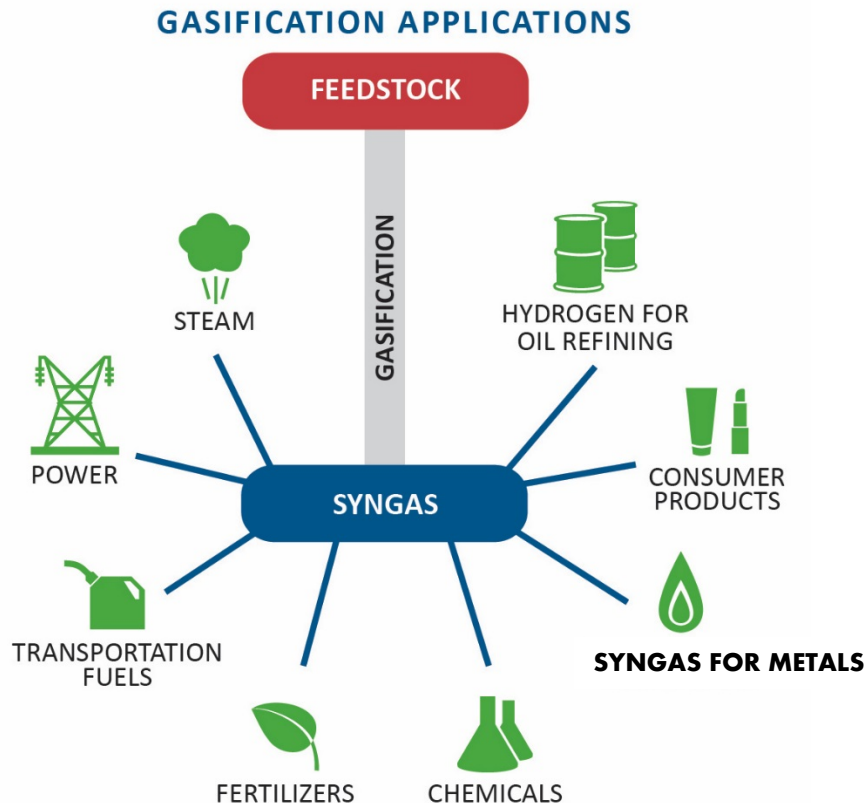 GASIFICATION APPLICATIONS
FEEDSTOCK
GASIFICATION
STEAM
HYDROGEN FOR
OIL REFINING
POWER
CONSUMER
PRODUCTS
SYNGAS
TRANSPORTATION
FUELS
SYNGAS FOR METALS
FERTILIZERS
CHEMICALS